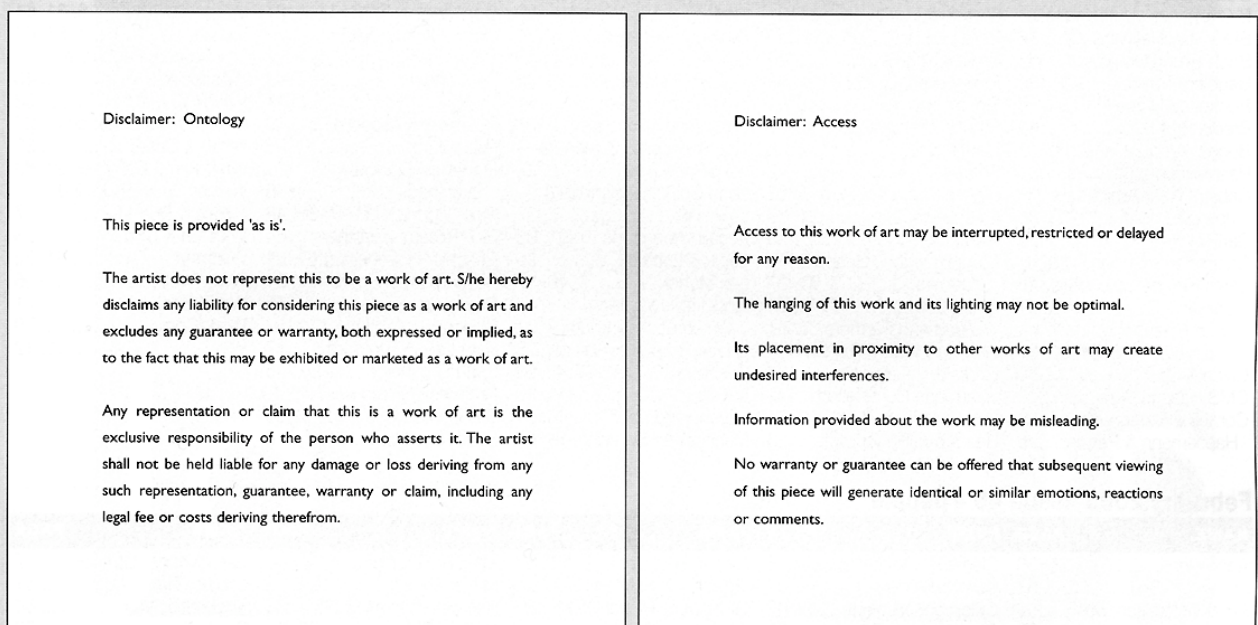 Disclaimer: Ontology
This piece is provided 'as is'.
The artist does not represent this to be a work of art. S/he hereby
disclaims any liability for considering this piece as a work of art and
excludes any guarantee or warranty, both expressed or implied, as
to the fact that this may be exhibited or marketed as a work of art.
Any representation or claim that this is a work of art is the
exclusive responsibility of the person who asserts it. The artist
shall not be held liable for any damage or loss deriving from any
such representation, guarantee, warranty or claim, including any
legal fee or costs deriving therefrom.
Disclaimer: Access
Access to this work of art may be interrupted, restricted or delayed
for any reason.
The hanging of this work and its lighting may not be optimal.
Its placement in proximity to other works of art may create
undesired interferences.
Information provided about the work may be misleading.
No warranty or guarantee can be offered that subsequent viewing
of this piece will generate identical or similar emotions, reactions
or comments.